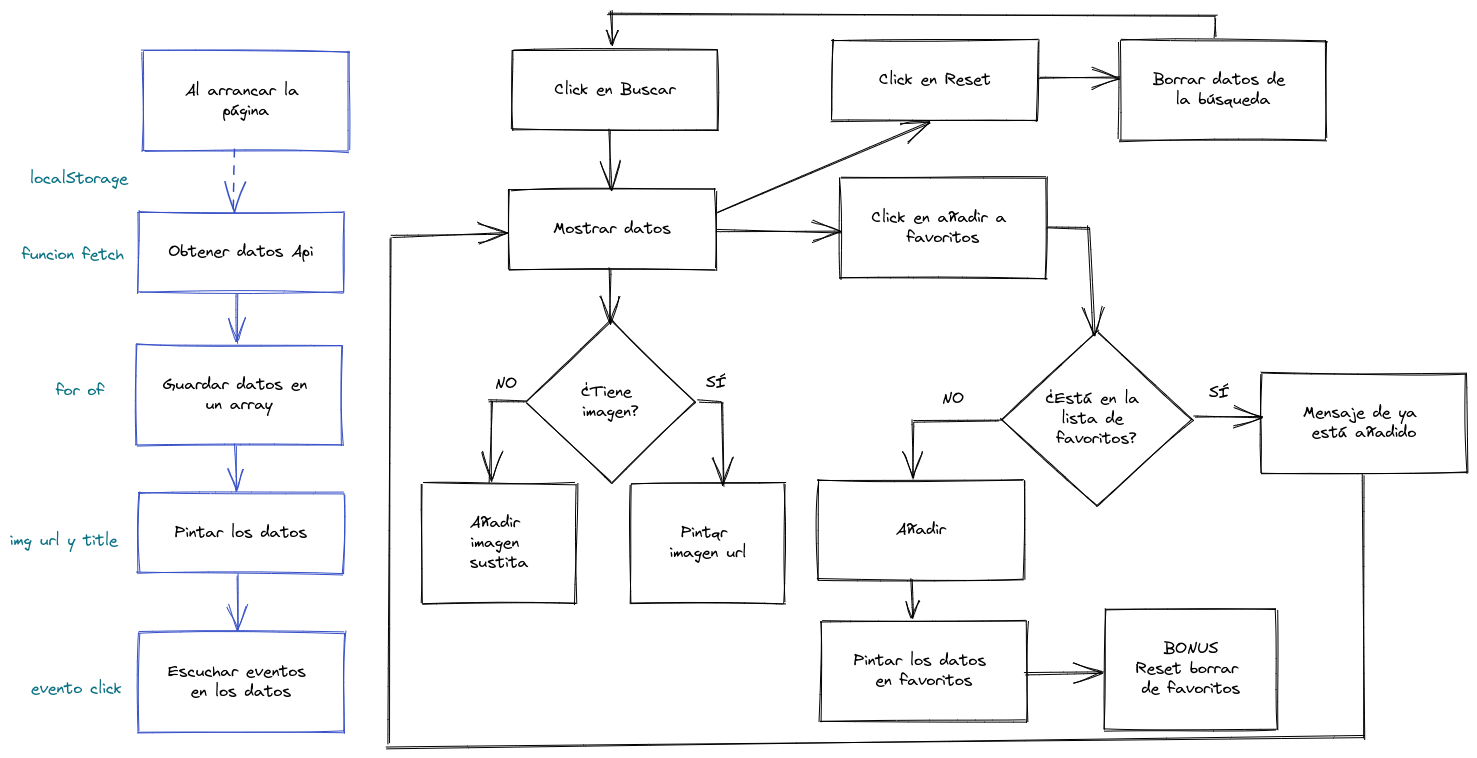 Al arrancar la
página
localStorage
Obtener datos Api
funcion fetch
Guardar datos en
un array
for of
Pintar los datos
img url y title
Escuchar eventos
en los datos
evento click
Click en Buscar
Click en Reset
Borrar datos de
la búsqueda
Mostrar datos
Click en añadir a
favoritos
¿Tiene
imagen?
NO
SÍ
Añadir
imagen
sustita
Pintqr
imagen url
¿Está en la
lista de
favoritos?
NO
SÍ
Mensaje de ya
está añadido
Añadir
Pintar los datos
en favoritos
BONUS
Reset borrar
de favoritos